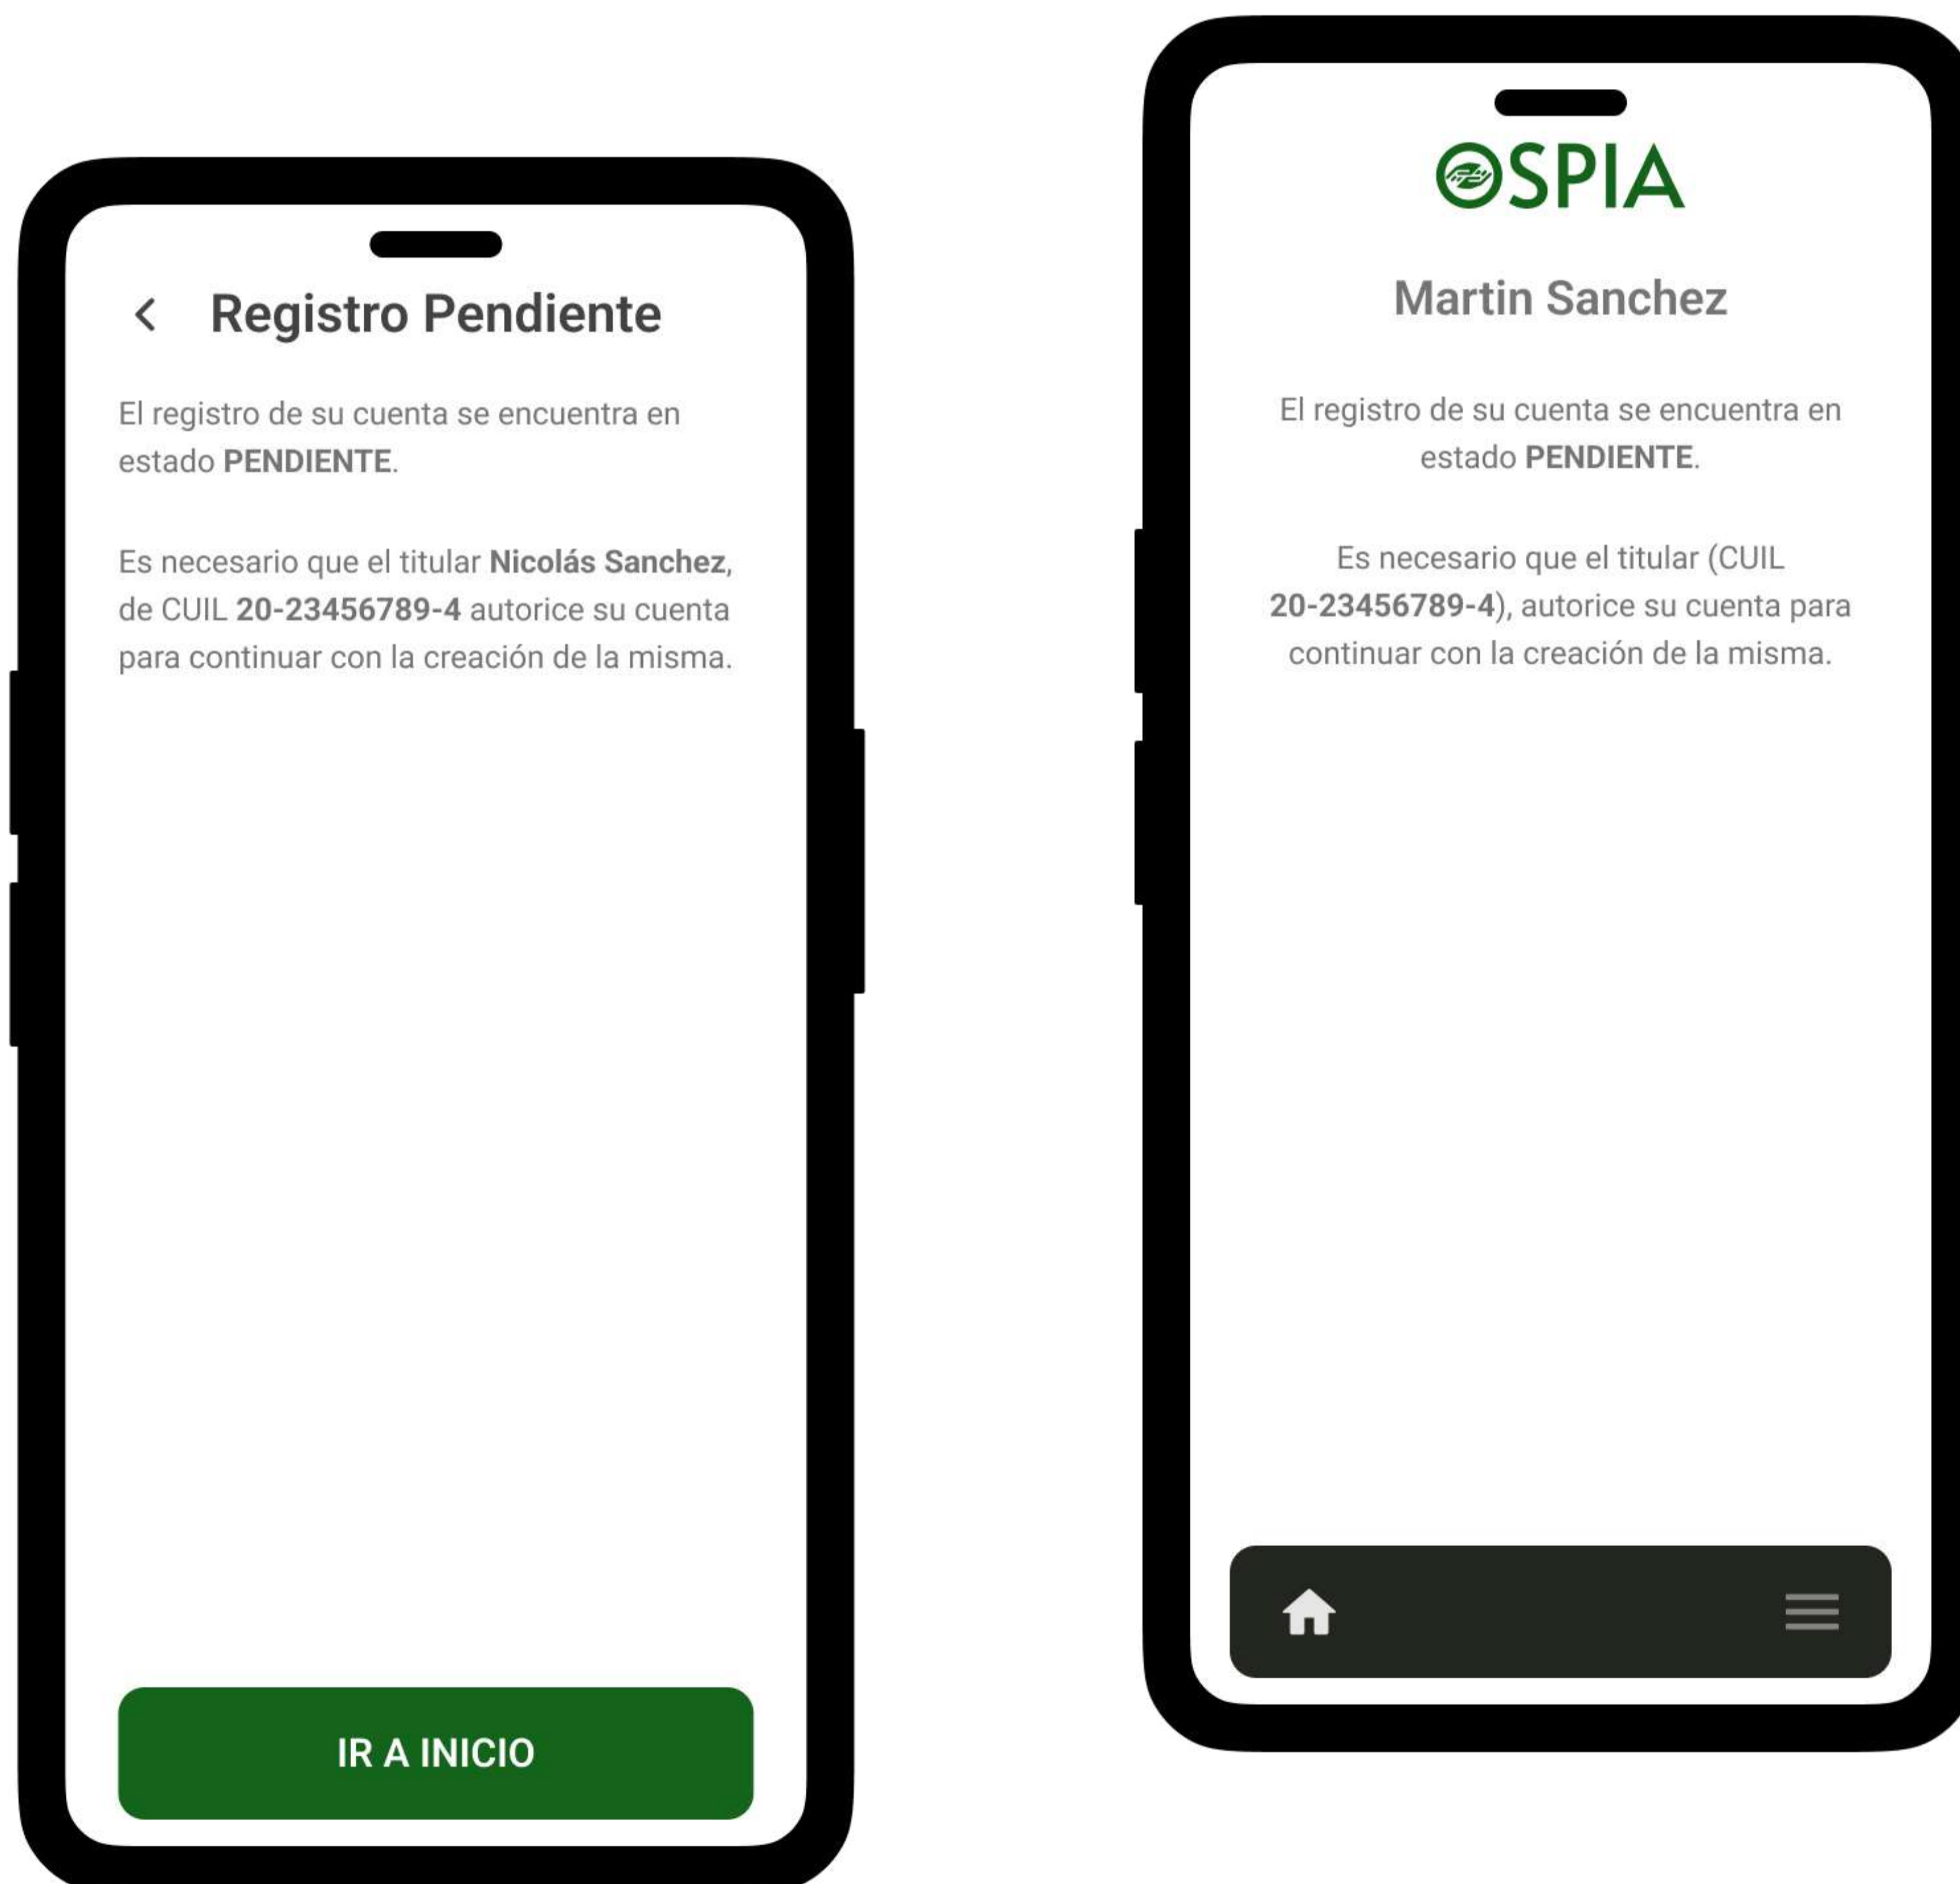 Registro Pendiente
El registro de su cuenta se encuentra en
estado PENDIENTE.
Es necesario que el titular Nicolás Sanchez,
de CUIL 20-23456789-4 autorice su cuenta
para continuar con la creación de la misma.
IR A INICIO
OSPIA
Martin Sanchez
El registro de su cuenta se encuentra en
estado PENDIENTE.
Es necesario que el titular (CUIL
20-23456789-4), autorice su cuenta para
continuar con la creación de la misma.